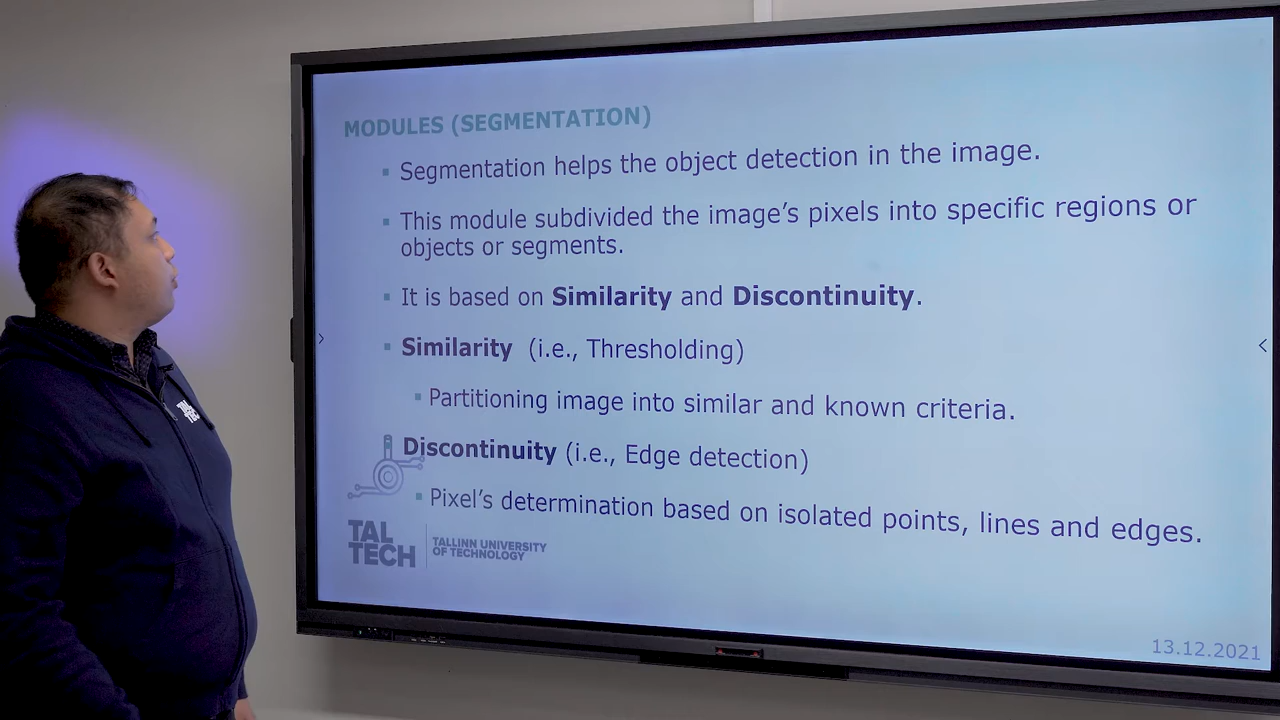 MODULES (SEGMENTATION)
Segmentation helps the object detection in the image.
This module subdivided the image's pixels into specific regions or
objects or segments.
It is based on Similarity and Discontinuity.
Similarity (i.e., Thresholding)
Partitioning image into similar and known criteria.
Discontinuity (i.e., Edge detection)
Pixel's determination based on isolated points, lines and edges.
TAL
TECH
TALLINN UNIVERSITY
OF TECHNOLOGY
13.12.2021
TAL
TECH